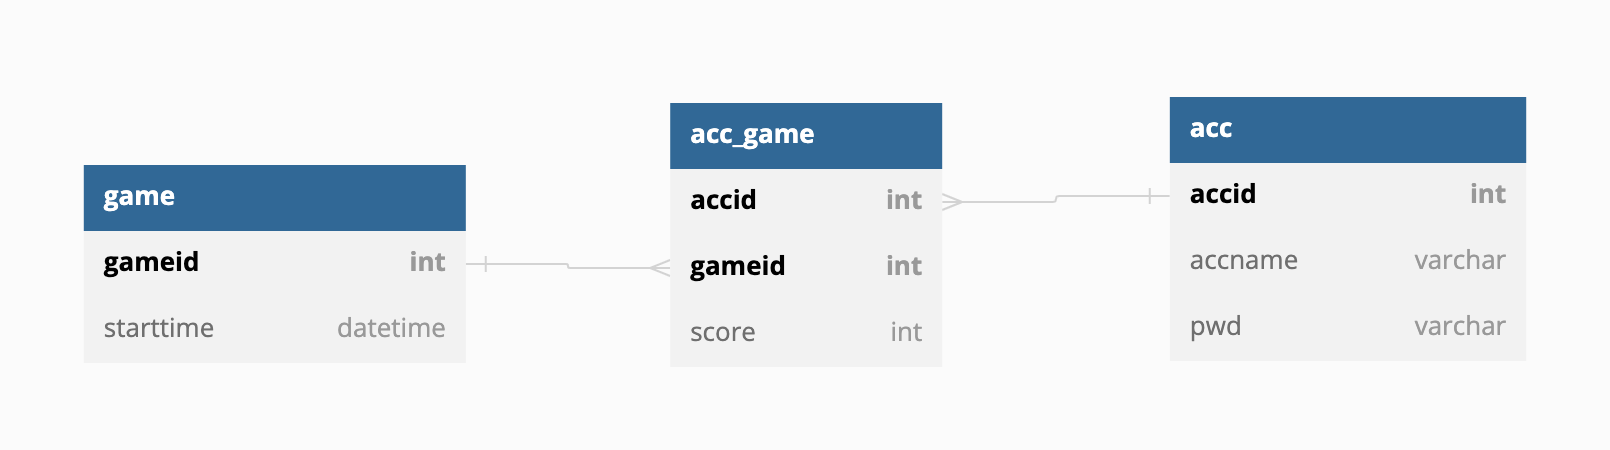 game
gameid int
starttime datetime
acc_game
accid int
gameid int
score int
acc
accid int
accname varchar
pwd varchar